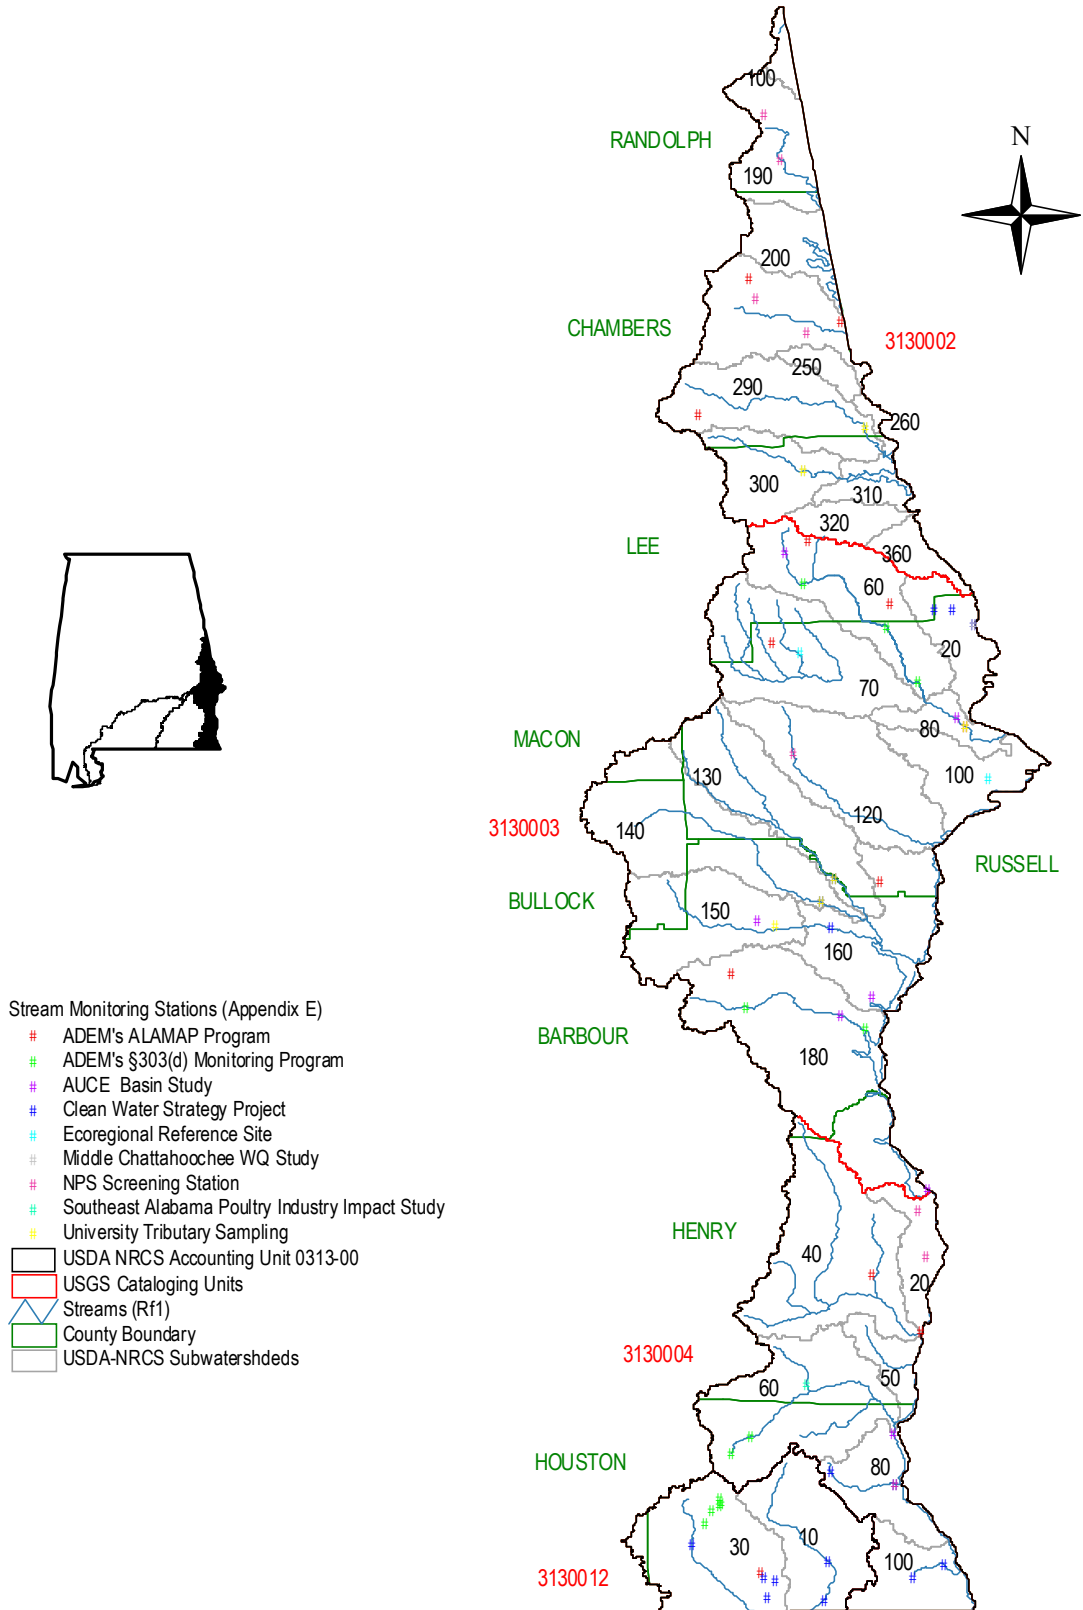 100
N
RANDOLPH
190
200
CHAMBERS
3130002
250
290
260
300
310
320
LEE
360
60
20
70
80
MACON
130
100
120
3130003
140
RUSSELL
BULLOCK
150
160
Stream Monitoring Stations (Appendix E)
# ADEM's ALAMAP Program
# ADEM's §303(d) Monitoring Program
# AUCE Basin Study
# Clean Water Strategy Project
# Ecoregional Reference Site
# Middle Chattahoochee WQ Study
# NPS Screening Station
# Southeast Alabama Poultry Industry Impact Study
# University Tributary Sampling
USDA NRCS Accounting Unit 0313-00
USGS Cataloging Units
Streams (Rf1)
County Boundary
USDA-NRCS Subwatershdeds
BARBOUR
180
HENRY
40
20
3130004
50
60
HOUSTON
80
30
10
100
3130012